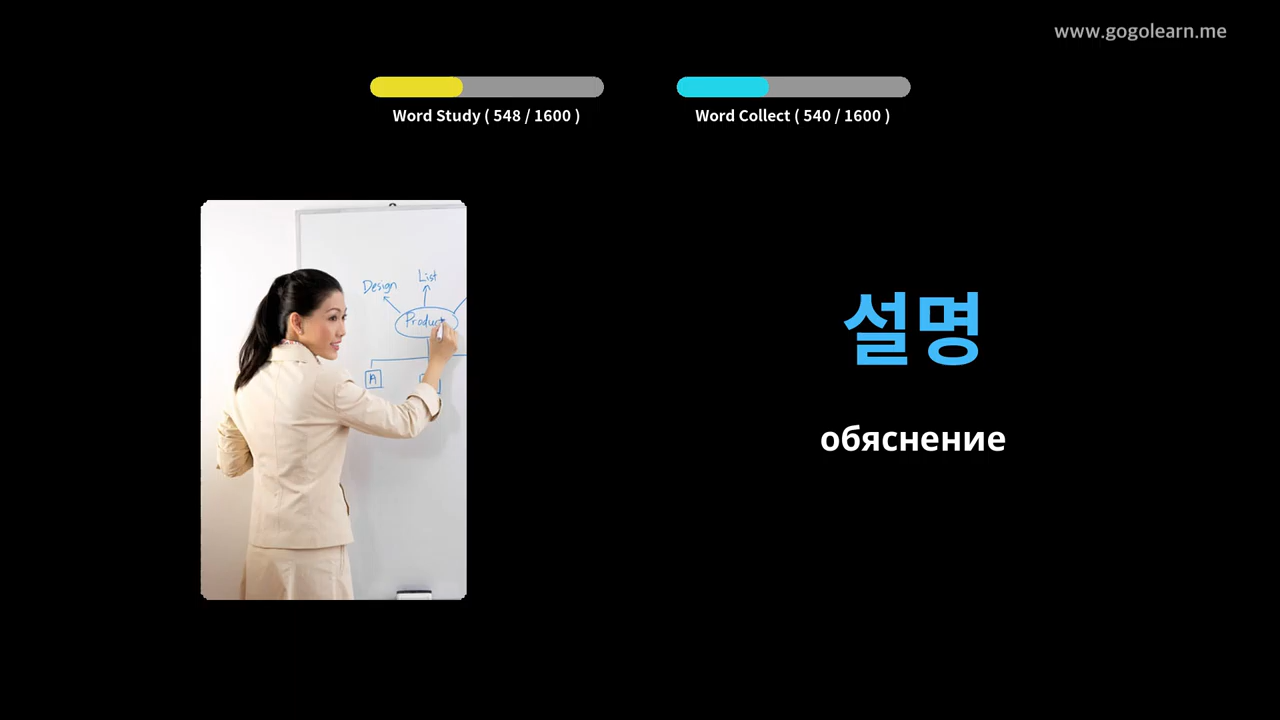 www.gogolearn.me
Word Study ( 548 / 1600 )
Word Collect ( 540 / 1600 )
List
Design
Product
A
설명
обяснение